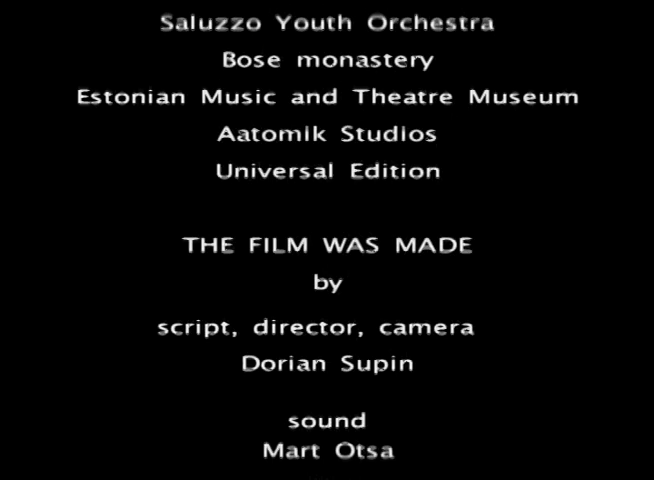 Saluzzo Youth Orchestra
Bose monastery
Estonian Music and Theatre Museum
Aatomik Studios
Universal Edition
THE FILM WAS MADE
by
script, director, camera
Dorian Supin
sound
Mart Otsa